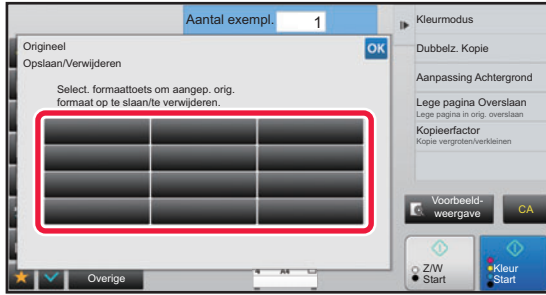 Aantal exempl. 1
Origineel
OK
Opslaan/Verwijderen
Select. formaattoets om aangep. orig.
formaat op te slaan/te verwijderen.
Overige
A4
Kleurmodus
Dubbelz. Kopie
Aanpassing Achtergrond
Lege pagina Overslaan
Lege pagina in orig. overslaan
Kopieerfactor
Kopie vergroten/verkleinen
Voorbeeld-
weergave
CA
Z/W
Start
Kleur
Start